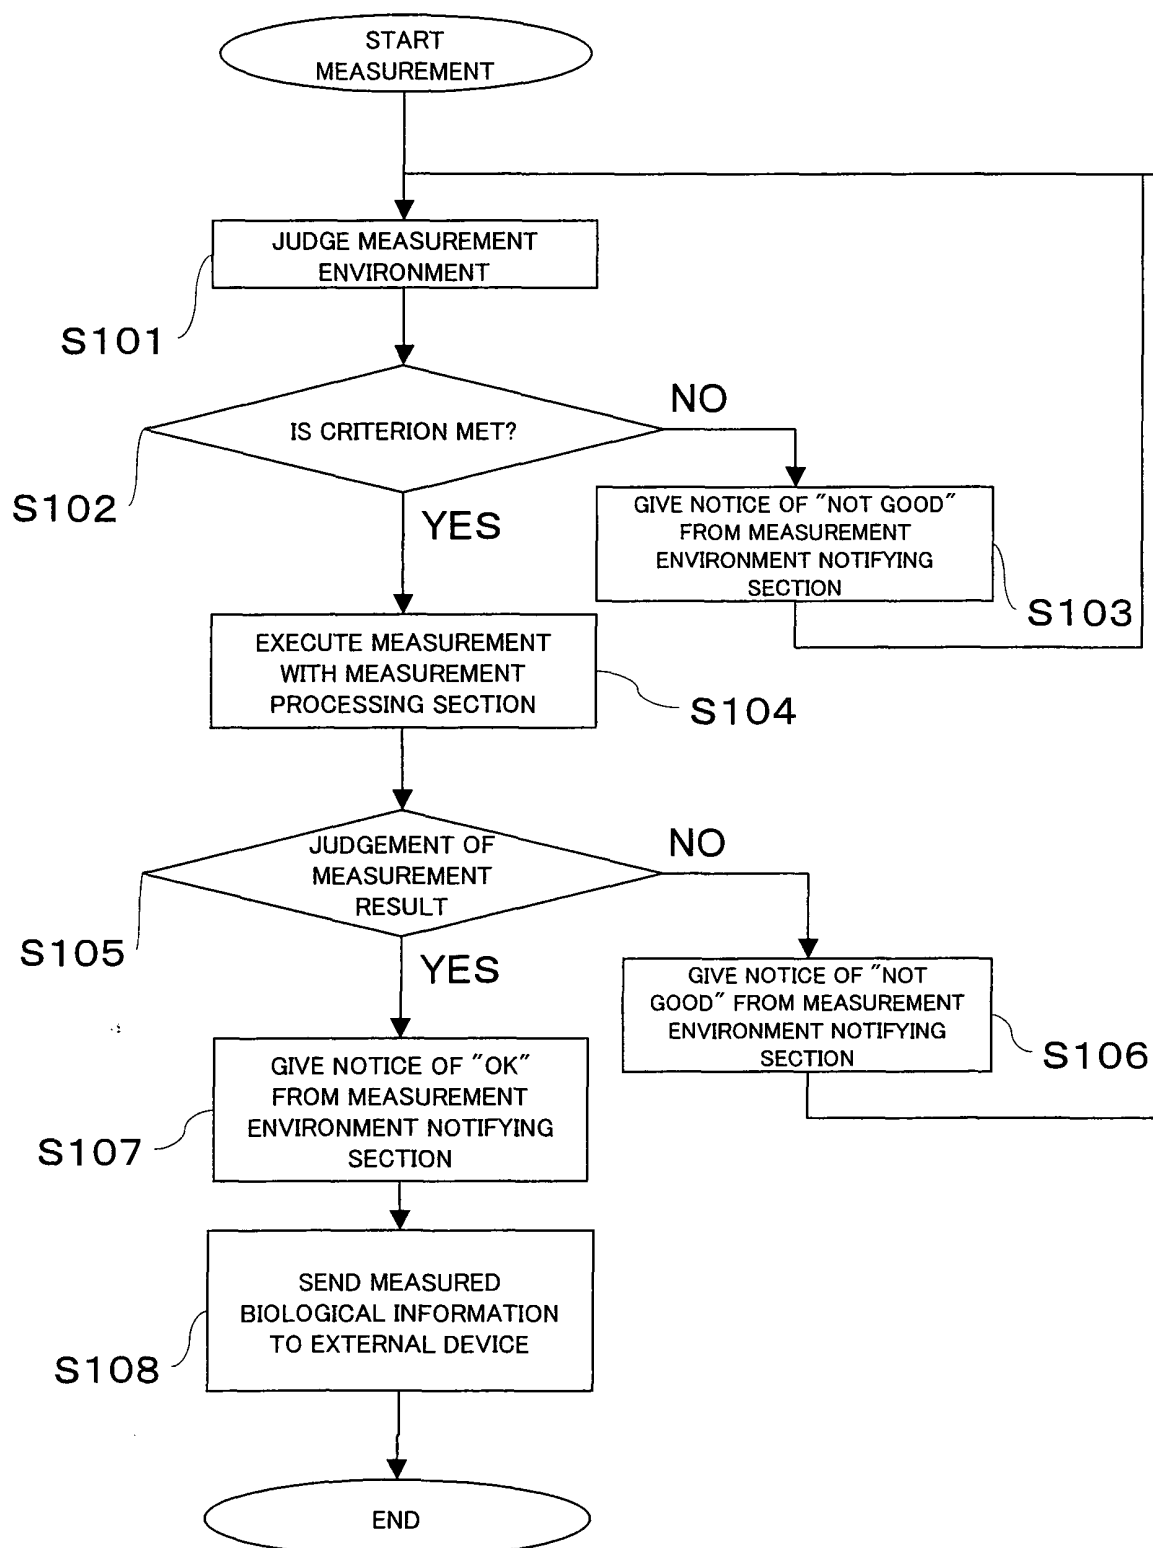 START
MEASUREMENT
JUDGE MEASUREMENT
ENVIRONMENT
S101
IS CRITERION MET?
NO
S102
YES
GIVE NOTICE OF "NOT GOOD"
FROM MEASUREMENT
ENVIRONMENT NOTIFYING
SECTION
S103
EXECUTE MEASUREMENT
WITH MEASUREMENT
PROCESSING SECTION
S104
JUDGEMENT OF
MEASUREMENT
RESULT
NO
S105
YES
GIVE NOTICE OF "NOT
GOOD" FROM MEASUREMENT
ENVIRONMENT NOTIFYING
SECTION
S106
GIVE NOTICE OF "OK"
FROM MEASUREMENT
ENVIRONMENT NOTIFYING
SECTION
S107
SEND MEASURED
BIOLOGICAL INFORMATION
TO EXTERNAL DEVICE
S108
END